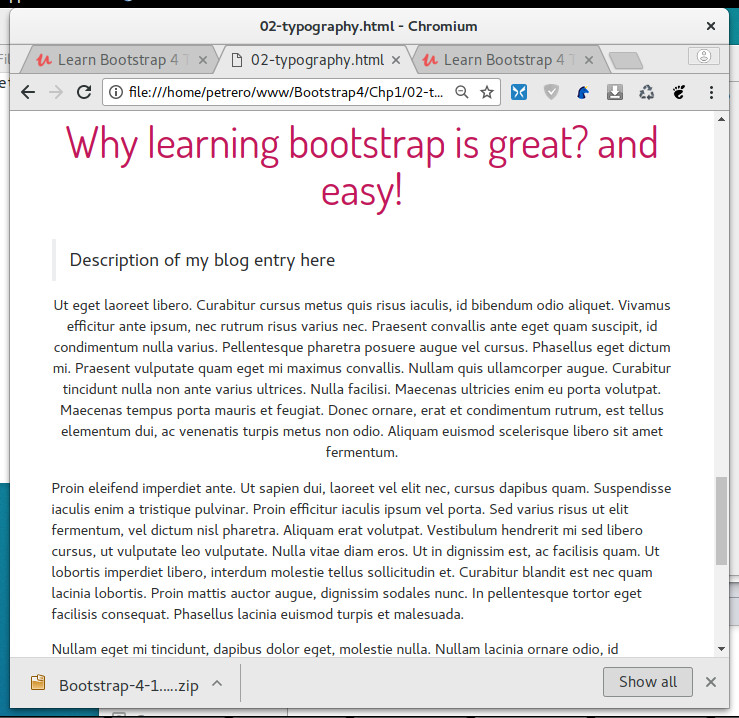 02-typography.html - Chromium
Learn Bootstrap 4 T
02-typography.html
Learn Bootstrap 4 T
file:///home/petrero/www/Bootstrap4/Chp1/02-t...
Why learning bootstrap is great? and
easy!
Description of my blog entry here
Ut eget laoreet libero. Curabitur cursus metus quis risus iaculis, id bibendum odio aliquet. Vivamus
efficitur ante ipsum, nec rutrum risus varius nec. Praesent convallis ante eget quam suscipit, id
condimentum nulla varius. Pellentesque pharetra posuere augue vel cursus. Phasellus eget dictum
mi. Praesent vulputate quam eget mi maximus convallis. Nullam quis ullamcorper augue. Curabitur
tincidunt nulla non ante varius ultrices. Nulla facilisi. Maecenas ultricies enim eu porta volutpat.
Maecenas tempus porta mauris et feugiat. Donec ornare, erat et condimentum rutrum, est tellus
elementum dui, ac venenatis turpis metus non odio. Aliquam euismod scelerisque libero sit amet
fermentum.
Proin eleifend imperdiet ante. Ut sapien dui, laoreet vel elit nec, cursus dapibus quam. Suspendisse
iaculis enim a tristique pulvinar. Proin efficitur iaculis ipsum vel porta. Sed varius risus ut elit
fermentum, vel dictum nisl pharetra. Aliquam erat volutpat. Vestibulum hendrerit mi sed libero
cursus, ut vulputate leo vulputate. Nulla vitae diam eros. Ut in dignissim est, ac facilisis quam. Ut
lobortis imperdiet libero, interdum molestie tellus sollicitudin et. Curabitur blandit est nec quam
lacinia lobortis. Proin mattis auctor augue, dignissim sodales nunc. In pellentesque tortor eget
facilisis consequat. Phasellus lacinia euismod turpis et malesuada.
Nullam eget mi tincidunt, dapibus dolor eget, molestie nulla. Nullam lacinia ornare odio, id
Bootstrap-4-1.....zip
Show all